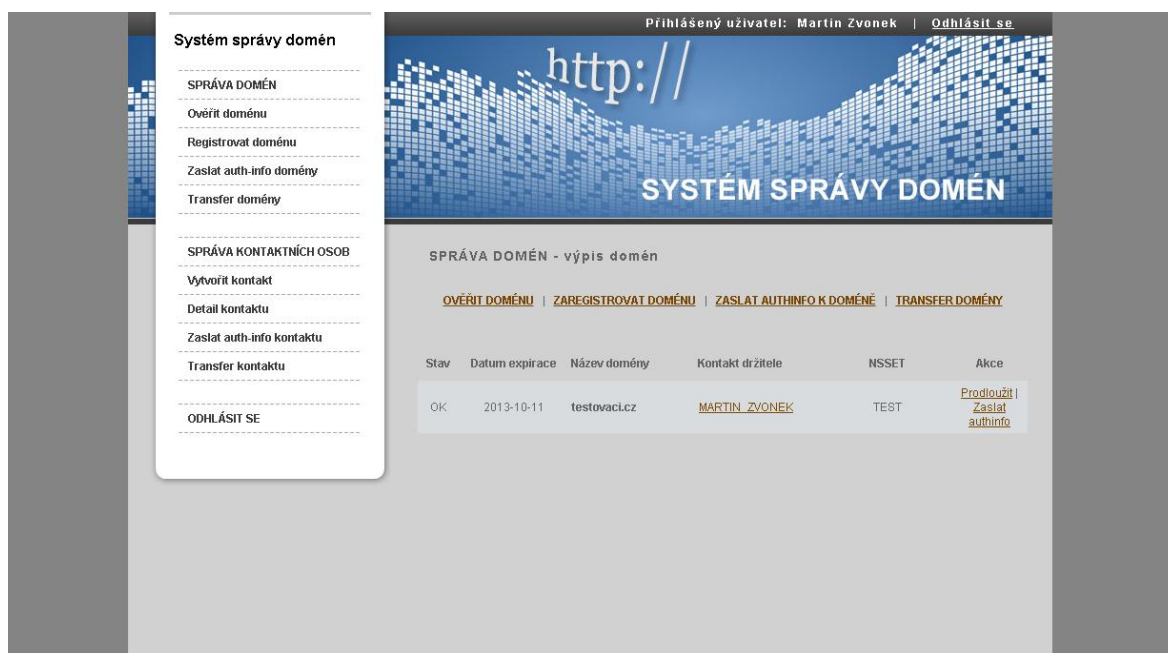 Přihlášený uživatel: Martin Zvonek | Odhlásit se
Systém správy domén
SPRÁVA DOMÉN
Ověřit doménu
Registrovat doménu
Zaslat auth-info domény
Transfer domény
SPRÁVA KONTAKTNÍCH OSOB
Vytvořit kontakt
Detail kontaktu
Zaslat auth-info kontaktu
Transfer kontaktu
ODHLÁSIT SE
http://
SYSTÉM SPRÁVY DOMÉN
SPRÁVA DOMÉN - výpis domén
OVĚŘIT DOMÉNU | ZAREGISTROVAT DOMÉNU | ZASLAT AUTHINFO K DOMÉNĚ | TRANSFER DOMÉNY
Stav Datum expirace Název domény Kontakt držitele NSSET Akce
OK 2013-10-11 testovaci.cz MARTIN_ZVONEK TEST Prodloužit |
Zaslat
authinfo